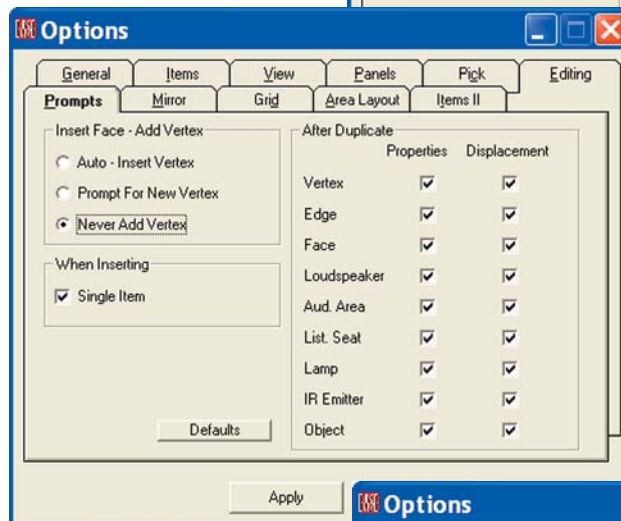 EASE Options
General Items View Panels Pick Editing
Prompts Mirror Grid Area Layout Items II
Insert Face - Add Vertex
Auto - Insert Vertex
Prompt For New Vertex
Never Add Vertex
When Inserting
Single Item
Defaults
After Duplicate
Properties Displacement
Vertex
Edge
Face
Loudspeaker
Aud. Area
List. Seat
Lamp
IR Emitter
Object
Apply
EASE Options